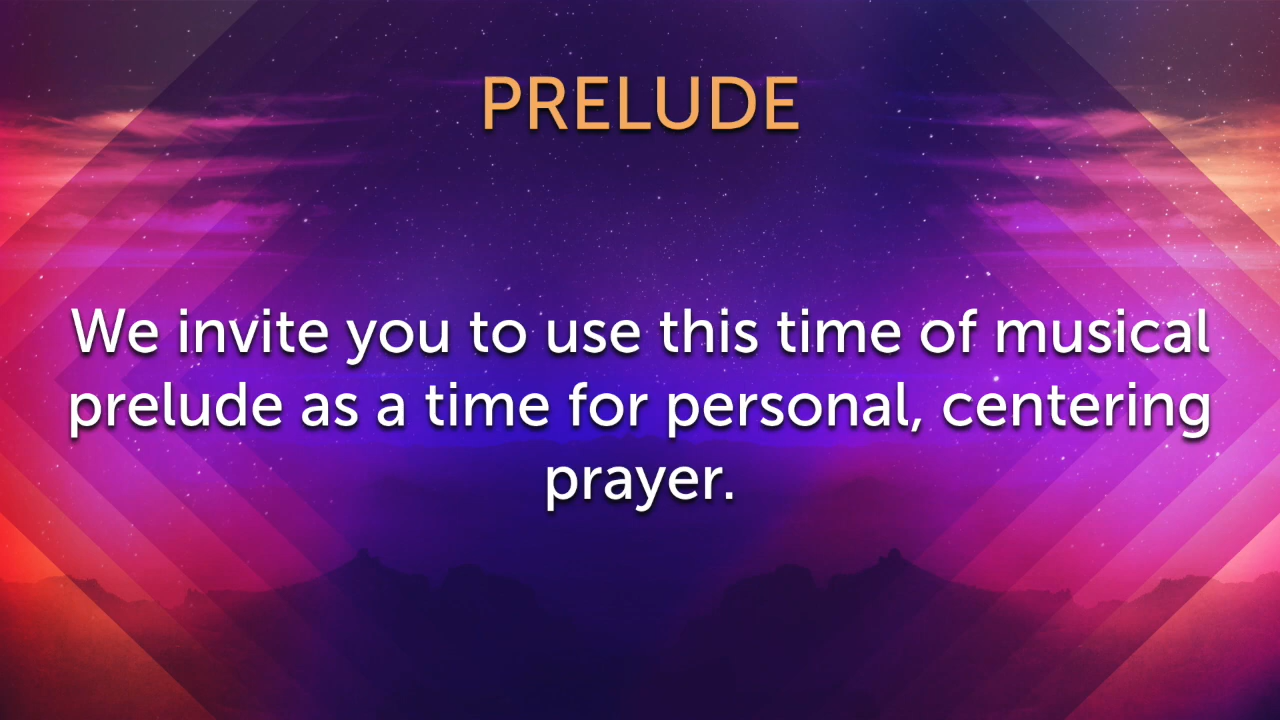 PRELUDE
We invite you to use this time of musical
prelude as a time for personal, centering
prayer.